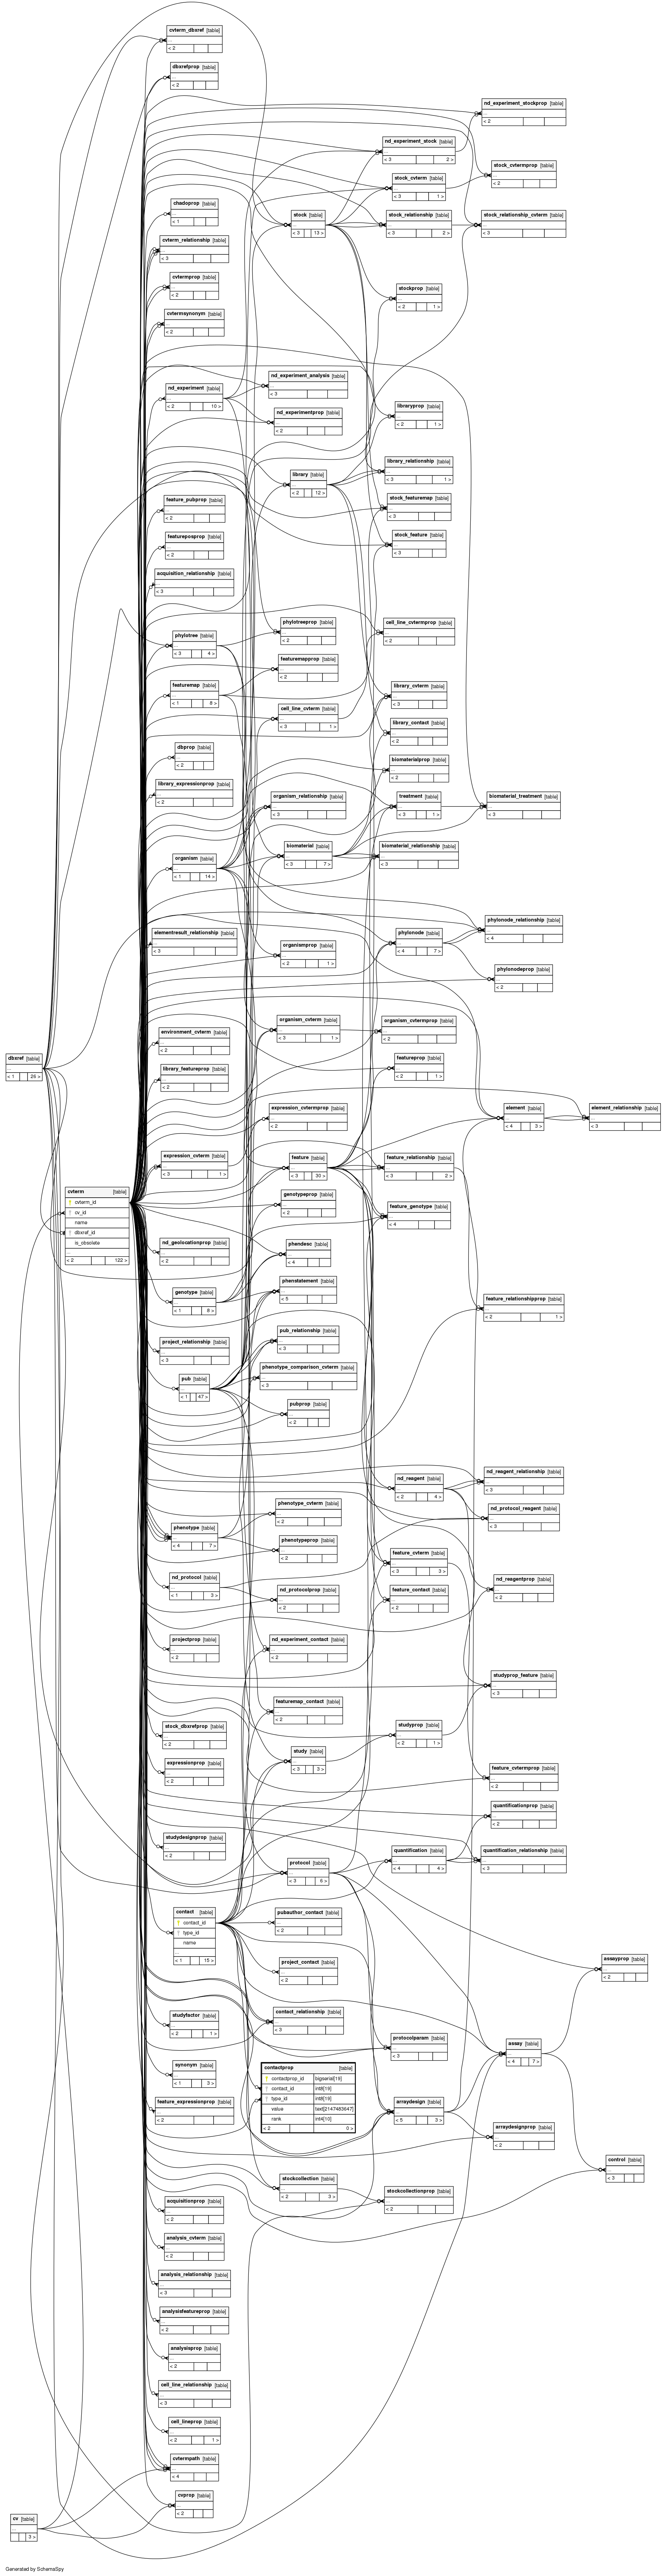 cvterm_dbxref [table]
...
< 2
dbxrefprop [table]
...
< 2
nd_experiment_stockprop [table]
...
< 2
nd_experiment_stock [table]
...
< 3 2 >
stock_cvtermprop [table]
...
< 2
stock_cvterm [table]
...
< 3 1 >
chadoprop [table]
...
< 1
stock [table]
...
< 3 13 >
stock_relationship [table]
...
< 3 2 >
stock_relationship_cvterm [table]
...
< 3
cvterm_relationship [table]
...
< 3
cvtermprop [table]
...
< 2
stockprop [table]
...
< 2 1 >
cvtermsynonym [table]
...
< 2
nd_experiment_analysis [table]
...
< 3
nd_experiment [table]
...
< 2 10 >
libraryprop [table]
...
< 2 1 >
nd_experimentprop [table]
...
< 2
library_relationship [table]
...
< 3 1 >
library [table]
...
< 2 12 >
feature_pubprop [table]
...
< 2
stock_featuremap [table]
...
< 3
featureposprop [table]
...
< 2
stock_feature [table]
...
< 3
acquisition_relationship [table]
...
< 3
phylotreeprop [table]
...
< 2
cell_line_cvtermprop [table]
...
< 2
phylotree [table]
...
< 3 4 >
featuremapprop [table]
...
< 2
featuremap [table]
...
< 1 8 >
library_cvterm [table]
...
< 3
cell_line_cvterm [table]
...
< 3 1 >
library_contact [table]
...
< 2
dbprop [table]
...
< 2
biomaterialprop [table]
...
< 2
library_expressionprop [table]
...
< 2
organism_relationship [table]
...
< 3
treatment [table]
...
< 3 1 >
biomaterial_treatment [table]
...
< 3
organism [table]
...
< 1 14 >
biomaterial [table]
...
< 3 7 >
biomaterial_relationship [table]
...
< 3
elementresult_relationship [table]
...
< 3
phylonode_relationship [table]
...
< 4
phylonode [table]
...
< 4 7 >
organismprop [table]
...
< 2 1 >
phylonodeprop [table]
...
< 2
environment_cvterm [table]
...
< 2
organism_cvterm [table]
...
< 3 1 >
organism_cvtermprop [table]
...
< 2
dbxref [table]
...
< 1 26 >
library_featureprop [table]
...
< 2
featureprop [table]
...
< 2 1 >
expression_cvtermprop [table]
...
< 2
element [table]
...
< 4 3 >
element_relationship [table]
...
< 3
expression_cvterm [table]
...
< 3 1 >
feature [table]
...
< 3 30 >
feature_relationship [table]
...
< 3 2 >
cvterm [table]
cvterm_id
cv_id
name
dbxref_id
is_obsolete
...
< 2 122 >
genotypeprop [table]
...
< 2
feature_genotype [table]
...
< 4
nd_geolocationprop [table]
...
< 2
phendesc [table]
...
< 4
genotype [table]
...
< 1 8 >
phenstatement [table]
...
< 5
feature_relationshipprop [table]
...
< 2 1 >
project_relationship [table]
...
< 3
pub_relationship [table]
...
< 3
pub [table]
...
< 1 47 >
phenotype_comparison_cvterm [table]
...
< 3
pubprop [table]
...
< 2
nd_reagent [table]
...
< 2 4 >
nd_reagent_relationship [table]
...
< 3
phenotype_cvterm [table]
...
< 2
nd_protocol_reagent [table]
...
< 3
phenotype [table]
...
< 4 7 >
phenotypeprop [table]
...
< 2
feature_cvterm [table]
...
< 3 3 >
nd_protocol [table]
...
< 1 3 >
nd_protocolprop [table]
...
< 2
feature_contact [table]
...
< 2
nd_reagentprop [table]
...
< 2
projectprop [table]
...
< 2
nd_experiment_contact [table]
...
< 2
studyprop_feature [table]
...
< 3
featuremap_contact [table]
...
< 2
stock_dbxrefprop [table]
...
< 2
studyprop [table]
...
< 2 1 >
expressionprop [table]
...
< 2
study [table]
...
< 3 3 >
feature_cvtermprop [table]
...
< 2
quantificationprop [table]
...
< 2
studydesignprop [table]
...
< 2
quantification [table]
...
< 4 4 >
quantification_relationship [table]
...
< 3
protocol [table]
...
< 3 6 >
contact [table]
contact_id
type_id
name
...
< 1 15 >
pubauthor_contact [table]
...
< 2
project_contact [table]
...
< 2
assayprop [table]
...
< 2
studyfactor [table]
...
< 2 1 >
contact_relationship [table]
...
< 3
protocolparam [table]
...
< 3
assay [table]
...
< 4 7 >
synonym [table]
...
< 1 3 >
contactprop [table]
contactprop_id bigserial[19]
contact_id int8[19]
type_id int8[19]
value text[2147483647]
rank int4[10]
< 2 0 >
feature_expressionprop [table]
...
< 2
arraydesign [table]
...
< 5 3 >
arraydesignprop [table]
...
< 2
control [table]
...
< 3
stockcollection [table]
...
< 2 3 >
stockcollectionprop [table]
...
< 2
acquisitionprop [table]
...
< 2
analysis_cvterm [table]
...
< 2
analysis_relationship [table]
...
< 3
analysisfeatureprop [table]
...
< 2
analysisprop [table]
...
< 2
cell_line_relationship [table]
...
< 3
cell_lineprop [table]
...
< 2 1 >
cvtermpath [table]
...
< 4
cvprop [table]
...
< 2
cv [table]
...
3 >
Generated by SchemaSpy